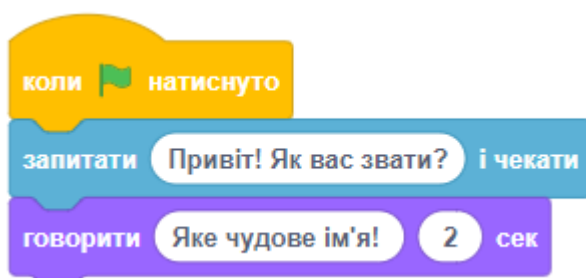 коли натиснуто
запитати Привіт! Як вас звати? і чекати
говорити Яке чудове ім'я! 2 сек